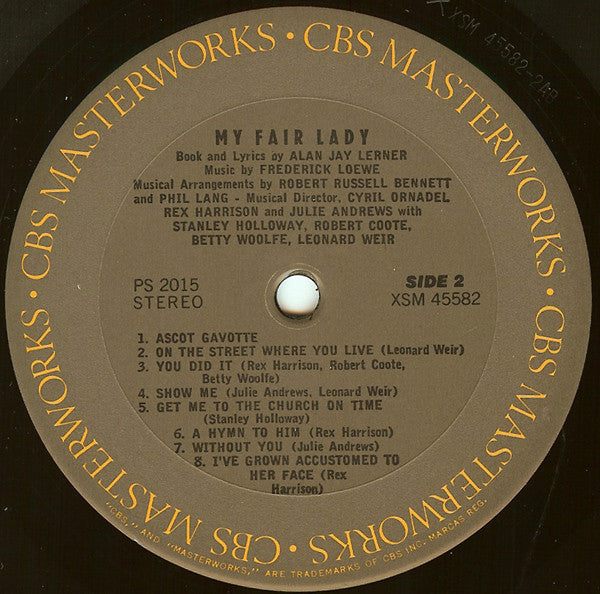 CBS MASTERWORKS · CBS MASTERWORKS · CBS MASTERWORKS · CBS MASTERWORKS ·
XSM 45582-2AB
MY FAIR LADY
Book and Lyrics by ALAN JAY LERNER
Music by FREDERICK LOEWE
Musical Arrangements by ROBERT RUSSELL BENNETT
and PHIL LANG - Musical Director, CYRIL ORNADEL
REX HARRISON and JULIE ANDREWS with
STANLEY HOLLOWAY, ROBERT COOTE,
BETTY WOOLFE, LEONARD WEIR
PS 2015 SIDE 2
STEREO XSM 45582
1. ASCOT GAVOTTE
2. ON THE STREET WHERE YOU LIVE (Leonard Weir)
3. YOU DID IT (Rex Harrison, Robert Coote,
Betty Woolfe)
4. SHOW ME (Julie Andrews, Leonard Weir)
5. GET ME TO THE CHURCH ON TIME
(Stanley Holloway)
6. A HYMN TO HIM (Rex Harrison)
7. WITHOUT YOU (Julie Andrews)
8. I'VE GROWN ACCUSTOMED TO
HER FACE (Rex
Harrison)
"CBS," AND "MASTERWORKS," ARE TRADEMARKS OF CBS INC. MARCAS REG.